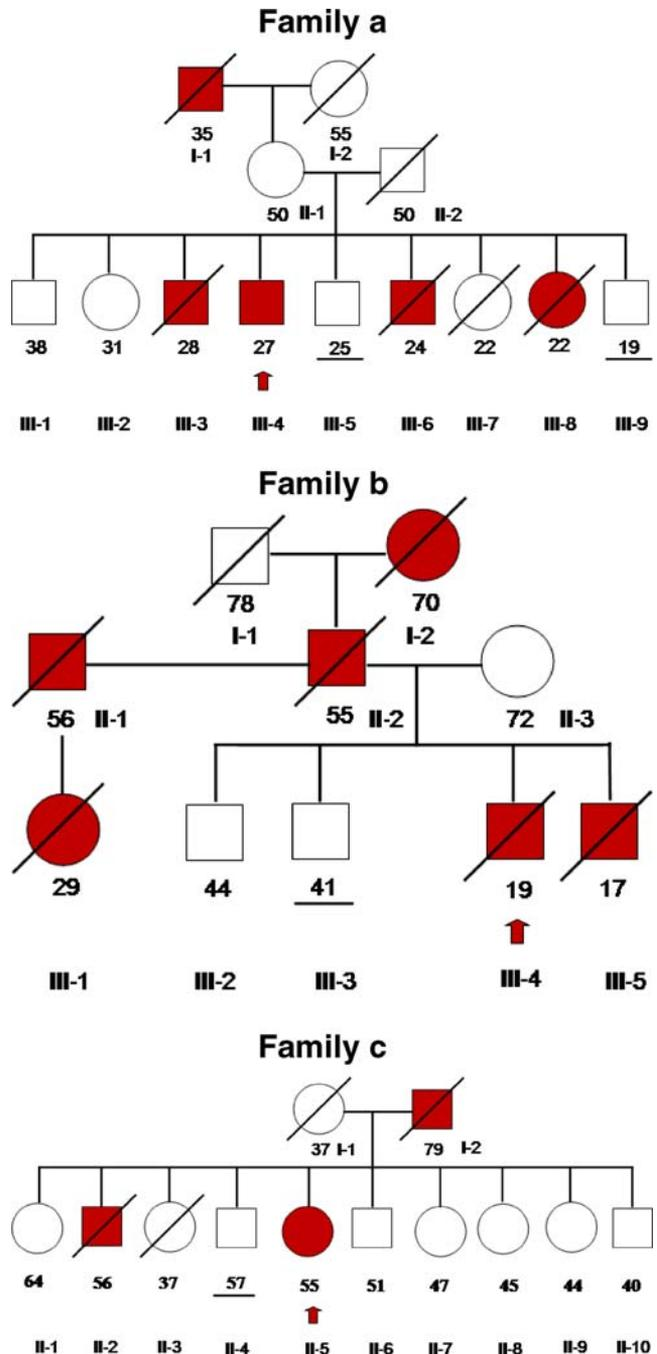 Family a
35 55
I-1 I-2
50 II-1 50 II-2
38 31 28 27 25 24 22 22 19
III-1 III-2 III-3 III-4 III-5 III-6 III-7 III-8 III-9
Family b
78 70
I-1 I-2
56 II-1 55 II-2 72 II-3
29 44 41 19 17
III-1 III-2 III-3 III-4 III-5
Family c
37 I-1 79 I-2
64 56 37 57 55 51 47 45 44 40
II-1 II-2 II-3 II-4 II-5 II-6 II-7 II-8 II-9 II-10